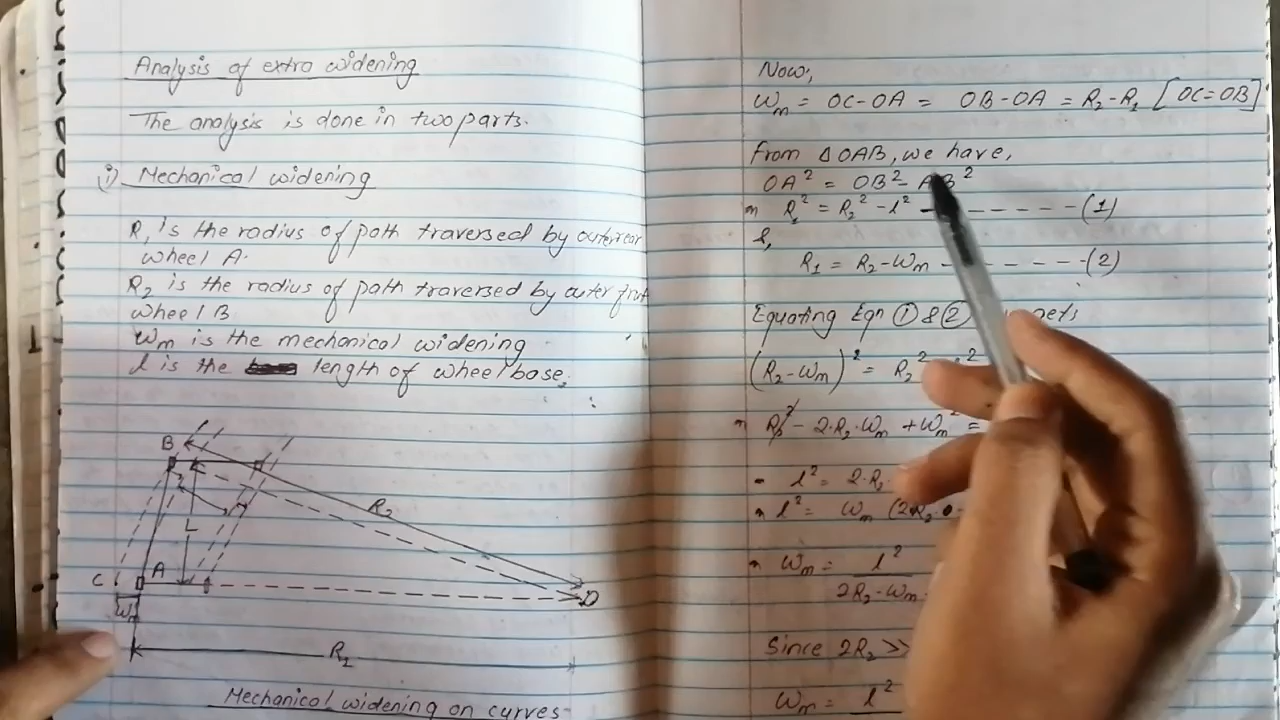 Analysis of extra widening
The analysis is done in two parts.
i) Mechanical widening
R, is the radius of path traversed by outer rear
wheel A.
R₂ is the radius of path traversed by outer frnt
wheel B
Wm is the mechanical widening
l is the length of wheel base.
B
R₂
L
C
A
O
Wm
R₁
Mechanical widening on curves
Now,
Wm = OC-OA = OB-OA = R₂-R₁ [OC=OB]
From △OAB, we have,
OA² = OB² - AB²
R₁² = R₂² - l² - - - - - - (1)
&,
R₁ = R₂-Wm - - - - - - (2)
Equating Eqn ① & ② gets
(R₂-Wm)² = R₂² ²
R₂² - 2·R₂·Wm + Wm² =
l² = 2·R₂
l² = Wm (2R₂
Wm = l²
2R₂-Wm
Since 2R₂ >>
Wm = l²